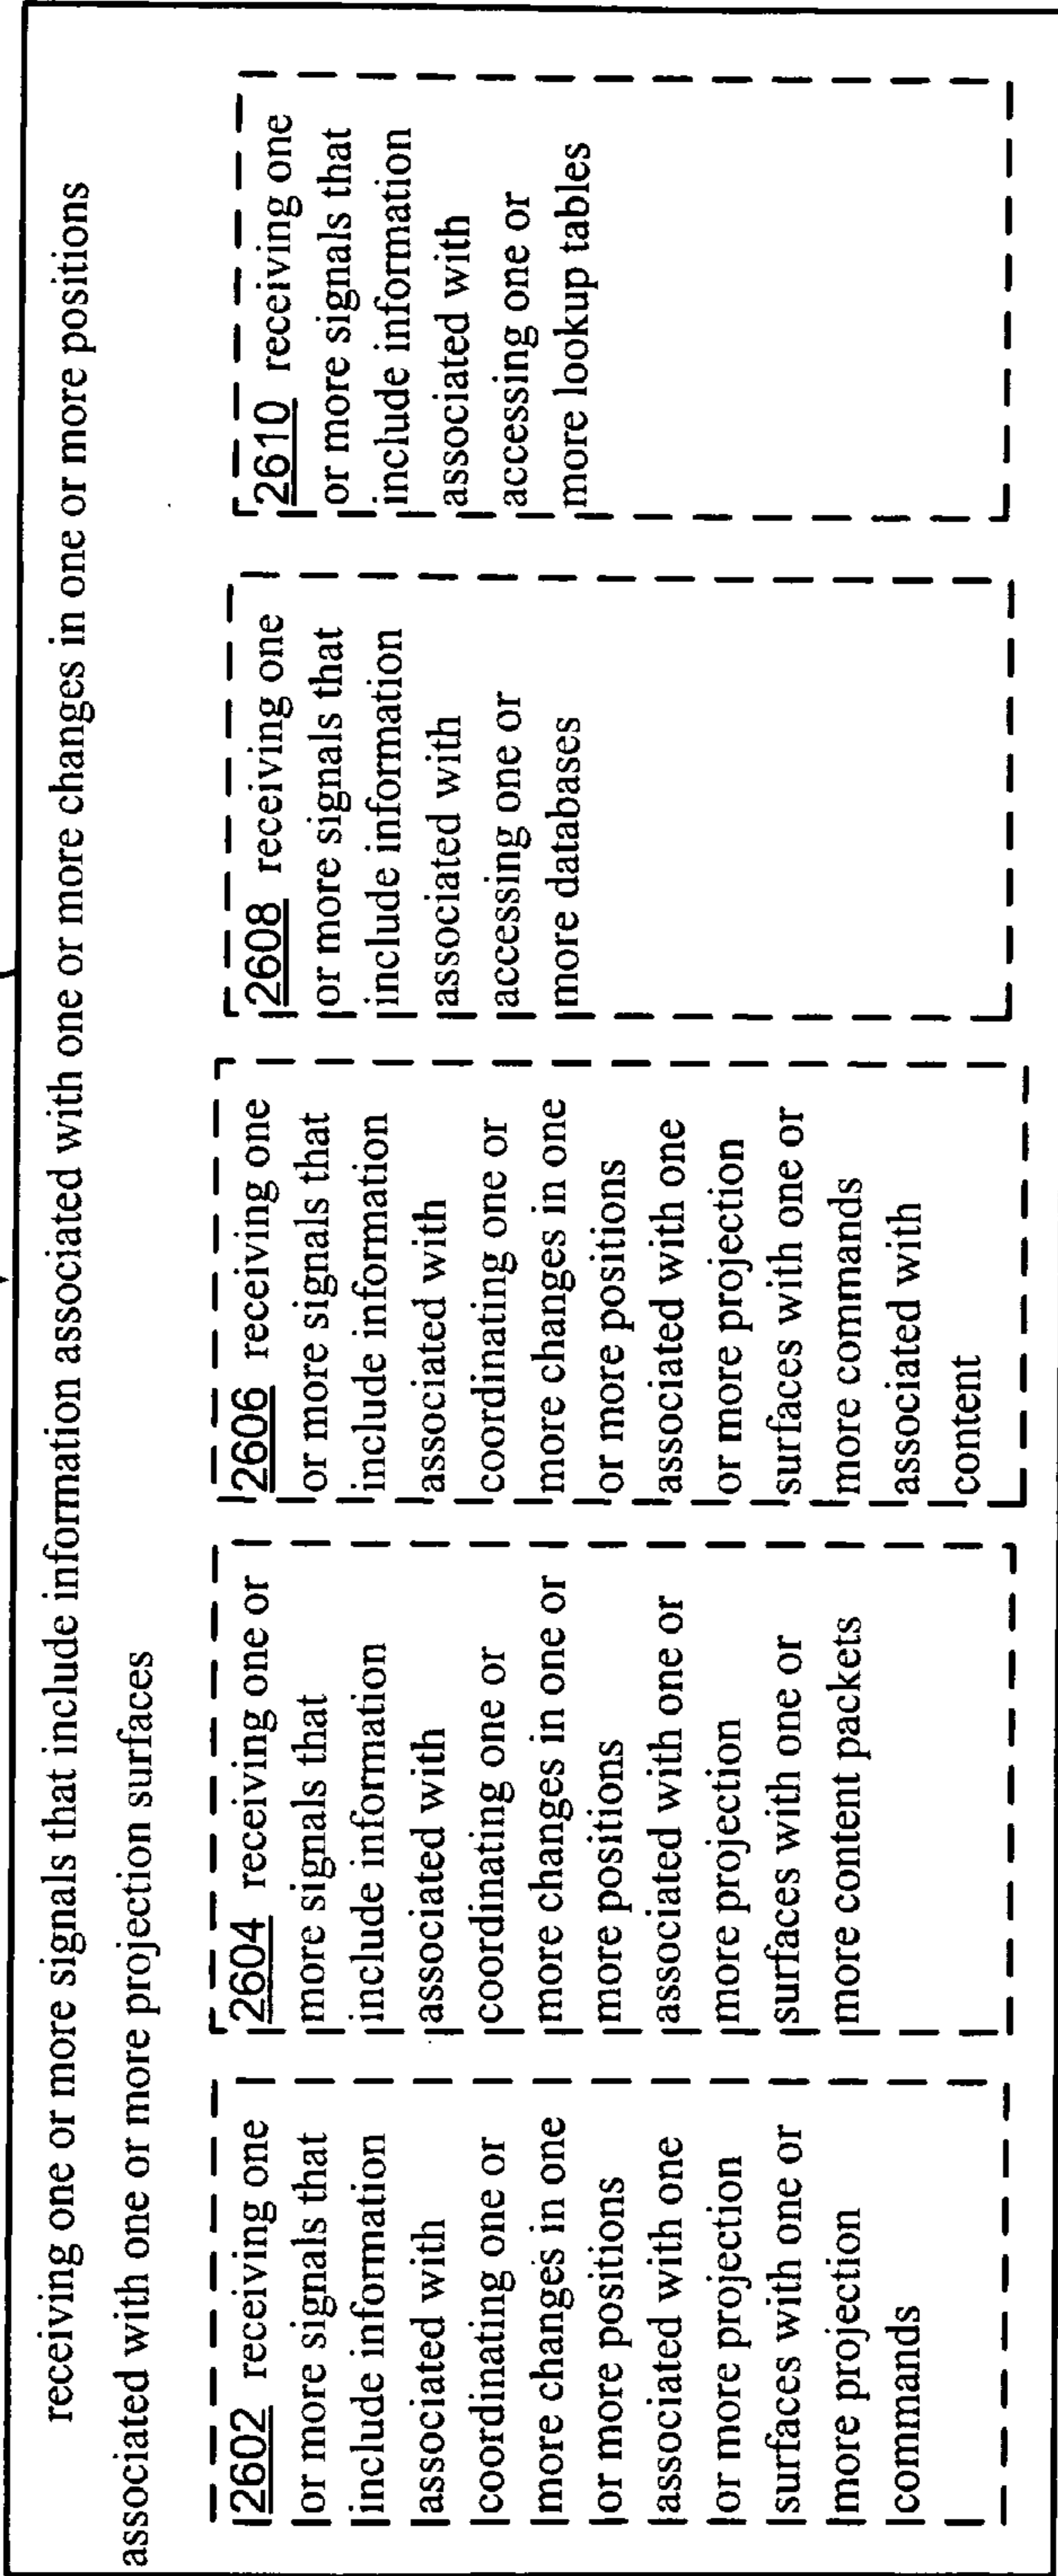 receiving one or more signals that include information associated with one or more changes in one or more positions
associated with one or more projection surfaces
2602 receiving one
or more signals that
include information
associated with
coordinating one or
more changes in one
or more positions
associated with one
or more projection
surfaces with one or
more projection
commands
2604 receiving one or
more signals that
include information
associated with
coordinating one or
more changes in one or
more positions
associated with one or
more projection
surfaces with one or
more content packets
2606 receiving one
or more signals that
include information
associated with
coordinating one or
more changes in one
or more positions
associated with one
or more projection
surfaces with one or
more commands
associated with
content
2608 receiving one
or more signals that
include information
associated with
accessing one or
more databases
2610 receiving one
or more signals that
include information
associated with
accessing one or
more lookup tables